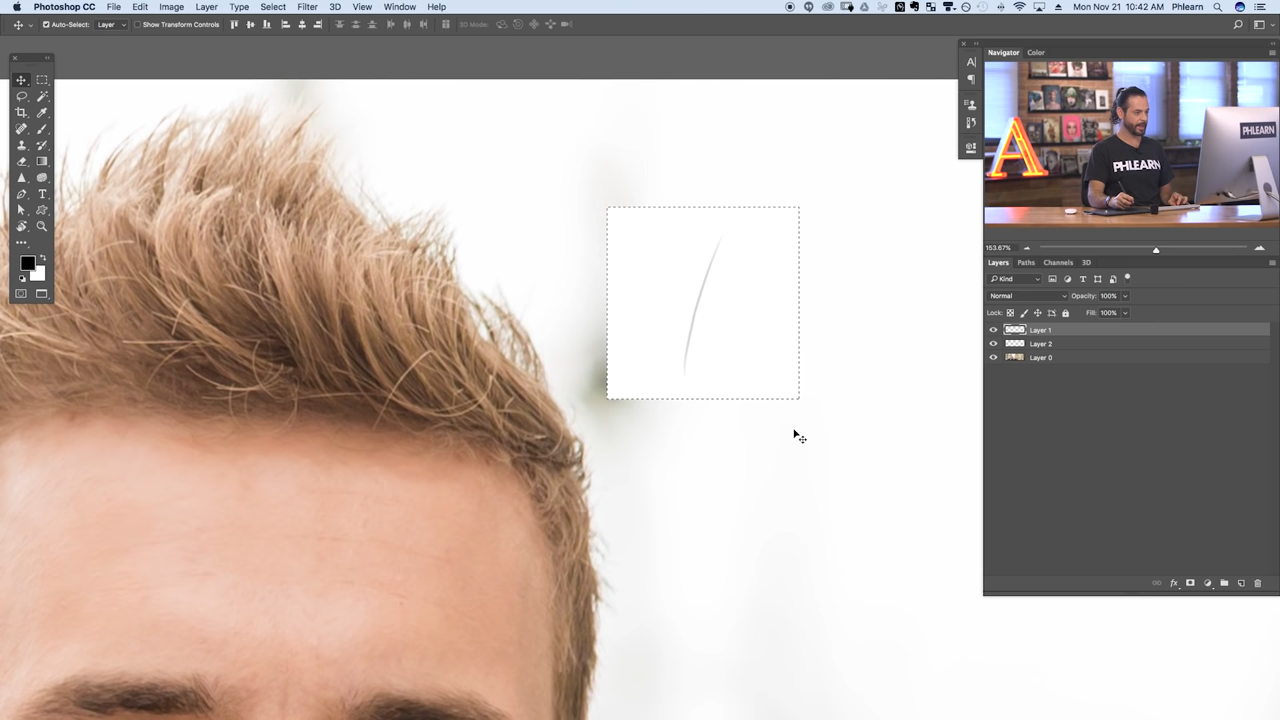 Photoshop CC File Edit Image Layer Type Select Filter 3D View Window Help Mon Nov 21 10:42 AM Phlearn
Auto-Select: Layer Show Transform Controls 3D Mode:
Navigator Color
PHLEARN
PHLEARN
A
153.67%
Layers Paths Channels 3D
Kind
Normal Opacity: 100%
Lock: Fill: 100%
Layer 1
Layer 2
Layer 0